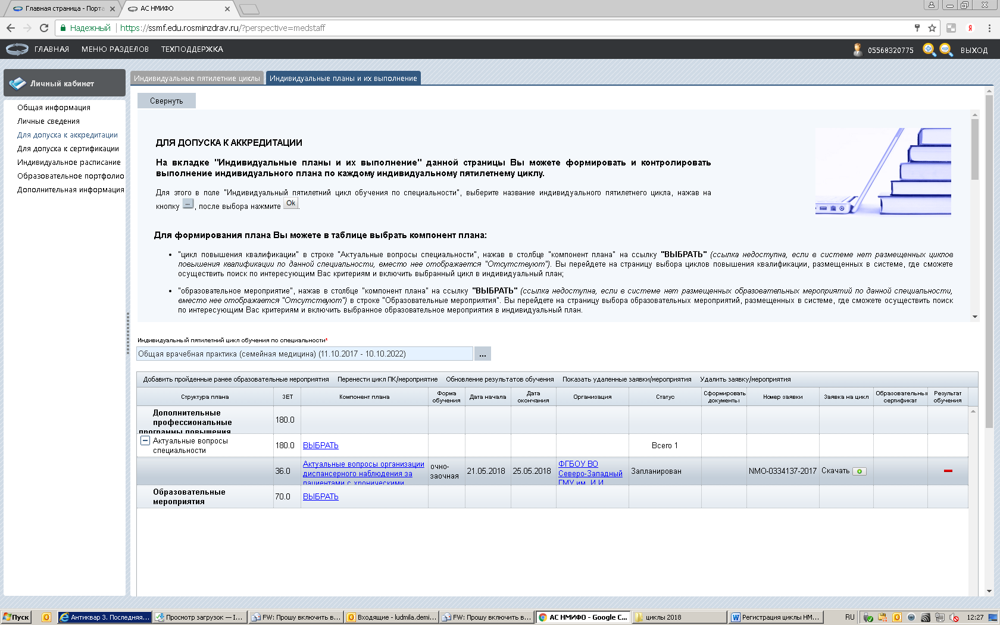 Главная страница - Порта
АС НМИФО
Надежный
https://ssmf.edu.rosminzdrav.ru/?perspective=medstaff
ГЛАВНАЯ
МЕНЮ РАЗДЕЛОВ
ТЕХПОДДЕРЖКА
05568320775
ВЫХОД
Личный кабинет
Общая информация
Личные сведения
Для допуска к аккредитации
Для допуска к сертификации
Индивидуальное расписание
Образовательное портфолио
Дополнительная информация
Индивидуальные пятилетние циклы
Индивидуальные планы и их выполнение
Свернуть
ДЛЯ ДОПУСКА К АККРЕДИТАЦИИ
На вкладке "Индивидуальные планы и их выполнение" данной страницы Вы можете формировать и контролировать
выполнение индивидуального плана по каждому индивидуальному пятилетнему циклу.
Для этого в поле "Индивидуальный пятилетний цикл обучения по специальности", выберите название индивидуального пятилетнего цикла, нажав на
кнопку ... , после выбора нажмите Ok .
Для формирования плана Вы можете в таблице выбрать компонент плана:
• "цикл повышения квалификации" в строке "Актуальные вопросы специальности", нажав в столбце "компонент плана" на ссылку "ВЫБРАТЬ" (ссылка недоступна, если в системе нет размещенных циклов
повышения квалификации по данной специальности, вместо нее отображается "Отсутствуют"). Вы перейдете на страницу выбора циклов повышения квалификации, размещенных в системе, где сможете
осуществить поиск по интересующим Вас критериям и включить выбранный цикл в индивидуальный план;
• "образовательное мероприятие", нажав в столбце "компонент плана" на ссылку "ВЫБРАТЬ" (ссылка недоступна, если в системе нет размещенных образовательных мероприятий по данной специальности,
вместо нее отображается "Отсутствуют") в строке "Образовательные мероприятия". Вы перейдете на страницу выбора образовательных мероприятий, размещенных в системе, где сможете осуществить поиск
по интересующим Вас критериям и включить выбранное образовательное мероприятия в индивидуальный план.
Индивидуальный пятилетний цикл обучения по специальности*
Общая врачебная практика (семейная медицина) (11.10.2017 - 10.10.2022)
...
Добавить пройденные ранее образовательные мероприятия
Перенести цикл ПК/мероприятие
Обновление результатов обучения
Показать удаленные заявки/мероприятия
Удалить заявку/мероприятия
Структура плана
ЗЕТ
Компонент плана
Форма
обучения
Дата начала
Дата
окончания
Организация
Статус
Сформировать
документы
Номер заявки
Заявка на цикл
Образовательны
сертификат
Результат
обучения
Дополнительные
профессиональные
программы повышения
180.0
Актуальные вопросы
специальности
180.0
ВЫБРАТЬ
Всего 1
36.0
Актуальные вопросы организации
диспансерного наблюдения за
пациентами с хроническими
очно-
заочная
21.05.2018
25.05.2018
ФГБОУ ВО
Северо-Западный
ГМУ им. И.И.
Запланирован
NMO-0334137-2017
Скачать
Образовательные
мероприятия
70.0
ВЫБРАТЬ
Пуск
Антиквар 3. Последняя...
Просмотр загрузок — I...
FW: Прошу включить в...
Входящие - ludmila.demi...
FW: Прошу включить в...
АС НМИФО - Google C...
циклы 2018
Регистрация циклы НМ...
RU
12:27